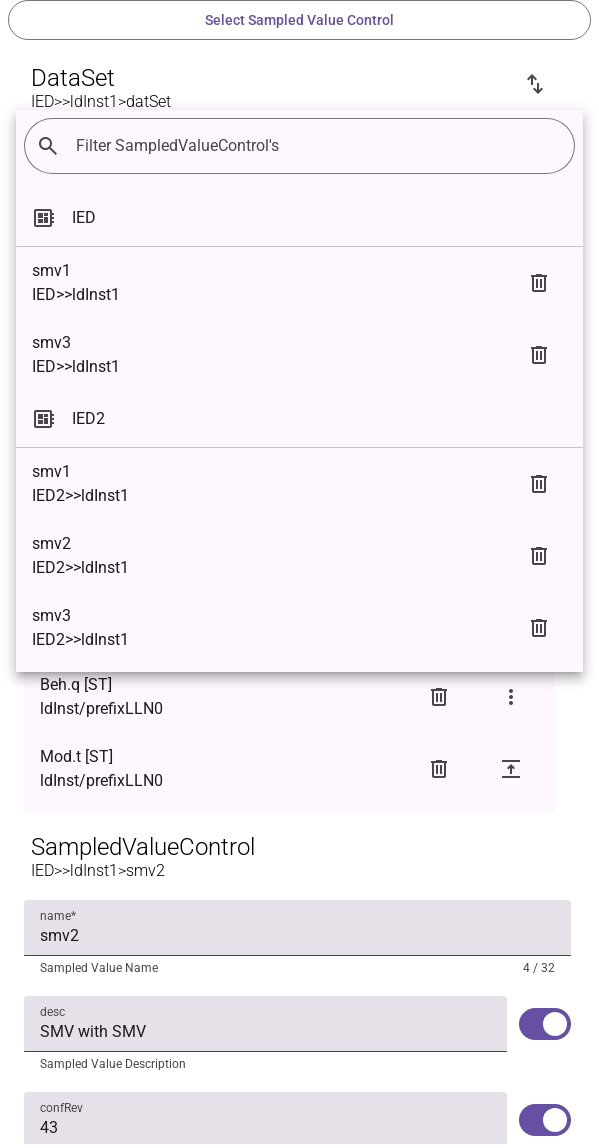 Select Sampled Value Control
DataSet
IED>>ldInst1>datSet
Filter SampledValueControl's
IED
smv1
IED>>ldInst1
smv3
IED>>ldInst1
IED2
smv1
IED2>>ldInst1
smv2
IED2>>ldInst1
smv3
IED2>>ldInst1
Beh.q [ST]
ldInst/prefixLLN0
Mod.t [ST]
ldInst/prefixLLN0
SampledValueControl
IED>>ldInst1>smv2
name*
smv2
Sampled Value Name 4 / 32
desc
SMV with SMV
Sampled Value Description
confRev
43